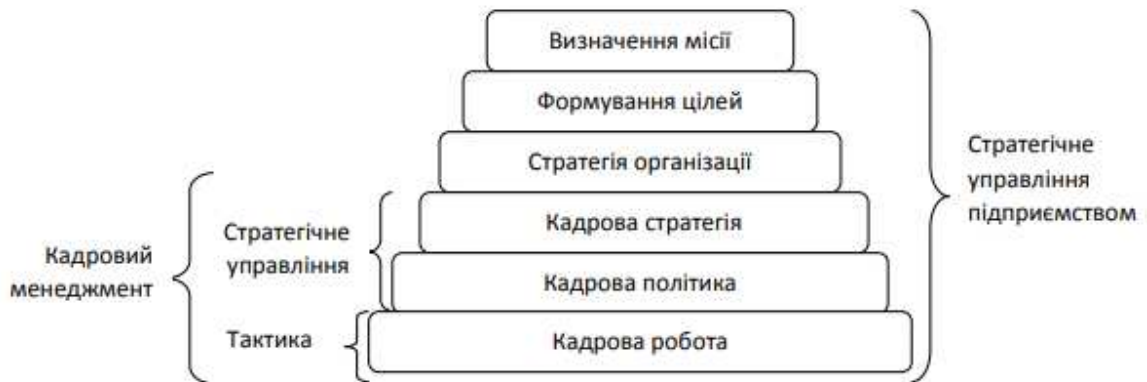 Визначення місії
Формування цілей
Стратегія організації
Кадрова стратегія
Кадрова політика
Кадрова робота
Кадровий
менеджмент
Стратегічне
управління
Тактика
Стратегічне
управління
підприємством